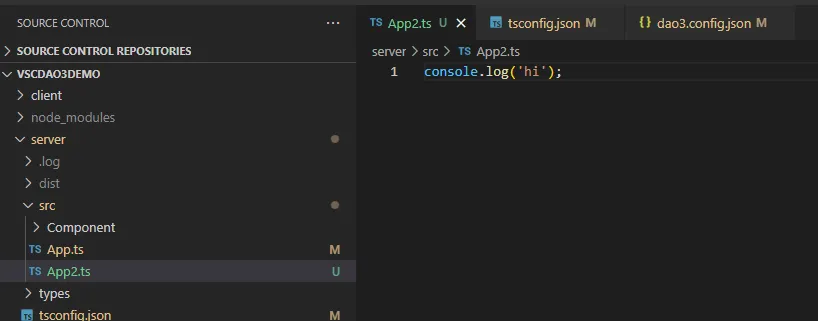 SOURCE CONTROL ...
SOURCE CONTROL REPOSITORIES
VSCDAO3DEMO
client
node_modules
server
.log
dist
src
Component
TS App.ts M
TS App2.ts U
types
TS tsconfig.json M
TS App2.ts U
TS tsconfig.json M
{} dao3.config.json M
server > src > TS App2.ts
1 console.log('hi');